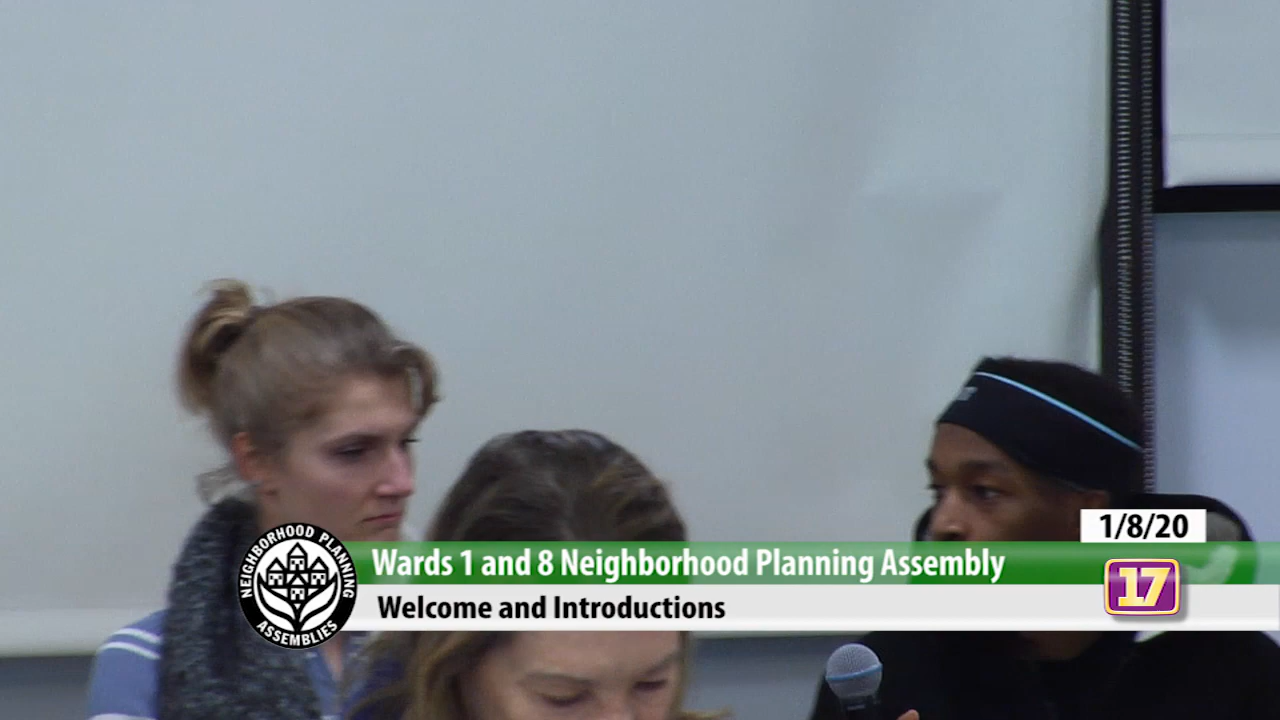 1/8/20
Wards 1 and 8 Neighborhood Planning Assembly
17
Welcome and Introductions
NEIGHBORHOOD PLANNING
ASSEMBLIES